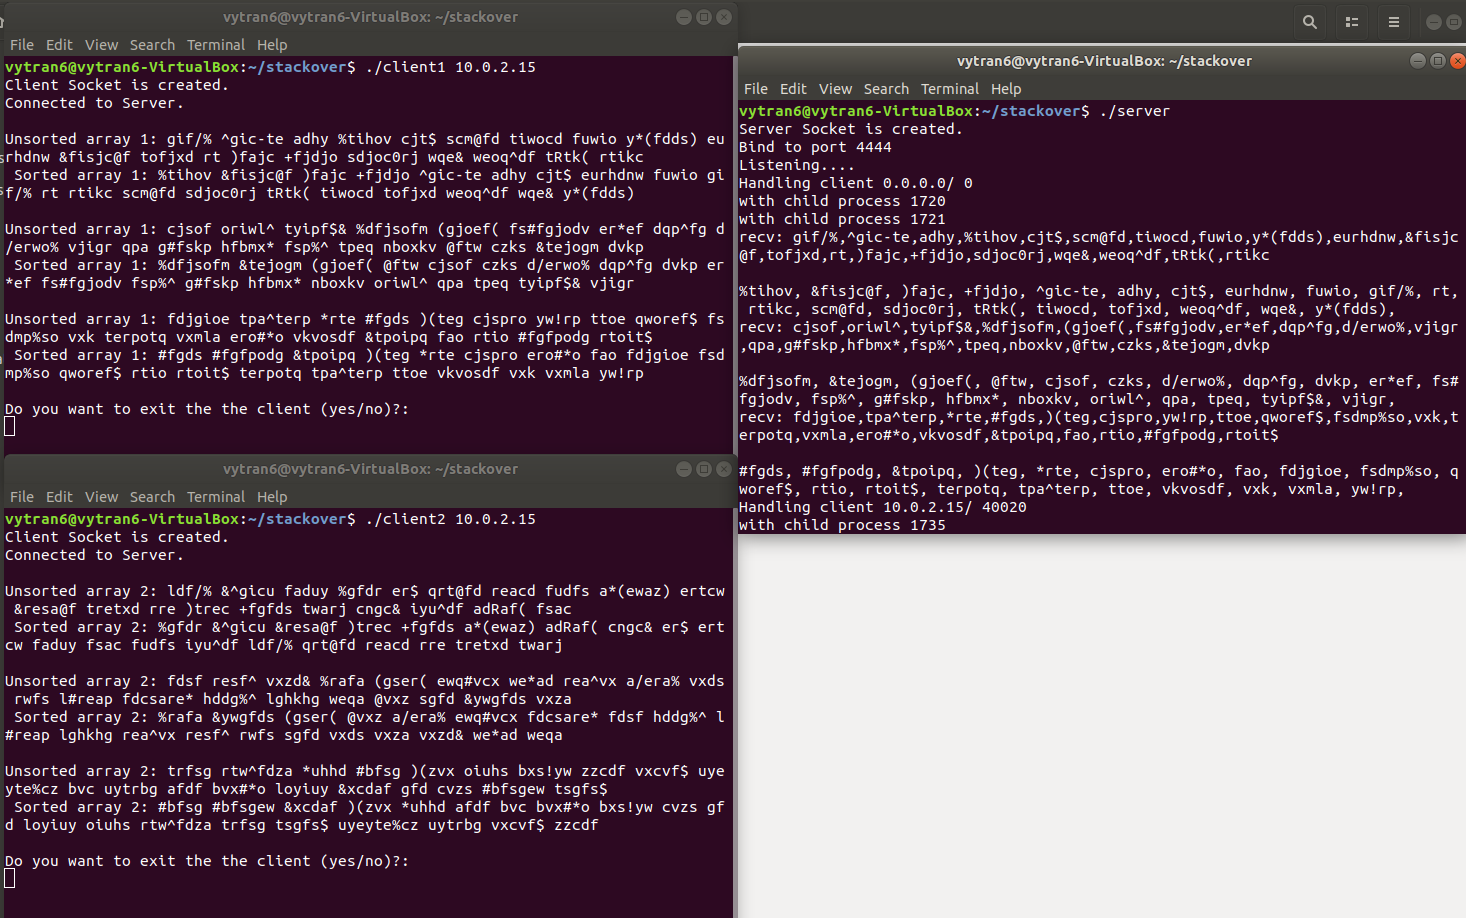 vytran6@vytran6-VirtualBox: ~/stackover
File Edit View Search Terminal Help
vytran6@vytran6-VirtualBox:~/stackover$ ./client1 10.0.2.15
Client Socket is created.
Connected to Server.
Unsorted array 1: gif/% ^gic-te adhy %tihov cjt$ scm@fd tiwocd fuwio y*(fdds) eu
rhdnw &fisjc@f tofjxd rt )fajc +fjdjo sdjoc0rj wqe& weoq^df tRtk( rtikc
Sorted array 1: %tihov &fisjc@f )fajc +fjdjo ^gic-te adhy cjt$ eurhdnw fuwio gi
f/% rt rtikc scm@fd sdjoc0rj tRtk( tiwocd tofjxd weoq^df wqe& y*(fdds)
Unsorted array 1: cjsof oriwl^ tyipf$& %dfjsofm (gjoef( fs#fgjodv er*ef dqp^fg d
/erwo% vjigr qpa g#fskp hfbmx* fsp%^ tpeq nboxkv @ftw czks &tejogm dvkp
Sorted array 1: %dfjsofm &tejogm (gjoef( @ftw cjsof czks d/erwo% dqp^fg dvkp er
*ef fs#fgjodv fsp%^ g#fskp hfbmx* nboxkv oriwl^ qpa tpeq tyipf$& vjigr
Unsorted array 1: fdjgioe tpa^terp *rte #fgds )(teg cjspro yw!rp ttoe qworef$ fs
dmp%so vxk terpotq vxmla ero#*o vkvosdf &tpoipq fao rtio #fgfpodg rtoit$
Sorted array 1: #fgds #fgfpodg &tpoipq )(teg *rte cjspro ero#*o fao fdjgioe fsd
mp%so qworef$ rtio rtoit$ terpotq tpa^terp ttoe vkvosdf vxk vxmla yw!rp
Do you want to exit the the client (yes/no)?:
vytran6@vytran6-VirtualBox: ~/stackover
File Edit View Search Terminal Help
vytran6@vytran6-VirtualBox:~/stackover$ ./client2 10.0.2.15
Client Socket is created.
Connected to Server.
Unsorted array 2: ldf/% &^gicu faduy %gfdr er$ qrt@fd reacd fudfs a*(ewaz) ertcw
&resa@f tretxd rre )trec +fgfds twarj cngc& iyu^df adRaf( fsac
Sorted array 2: %gfdr &^gicu &resa@f )trec +fgfds a*(ewaz) adRaf( cngc& er$ ert
cw faduy fsac fudfs iyu^df ldf/% qrt@fd reacd rre tretxd twarj
Unsorted array 2: fdsf resf^ vxzd& %rafa (gser( ewq#vcx we*ad rea^vx a/era% vxds
rwfs l#reap fdcsare* hddg%^ lghkhg weqa @vxz sgfd &ywgfds vxza
Sorted array 2: %rafa &ywgfds (gser( @vxz a/era% ewq#vcx fdcsare* fdsf hddg%^ l
#reap lghkhg rea^vx resf^ rwfs sgfd vxds vxza vxzd& we*ad weqa
Unsorted array 2: trfsg rtw^fdza *uhhd #bfsg )(zvx oiuhs bxs!yw zzcdf vxcvf$ uye
yte%cz bvc uytrbg afdf bvx#*o loyiuy &xcdaf gfd cvzs #bfsgew tsgfs$
Sorted array 2: #bfsg #bfsgew &xcdaf )(zvx *uhhd afdf bvc bvx#*o bxs!yw cvzs gf
d loyiuy oiuhs rtw^fdza trfsg tsgfs$ uyeyte%cz uytrbg vxcvf$ zzcdf
Do you want to exit the the client (yes/no)?:
vytran6@vytran6-VirtualBox: ~/stackover
File Edit View Search Terminal Help
vytran6@vytran6-VirtualBox:~/stackover$ ./server
Server Socket is created.
Bind to port 4444
Listening....
Handling client 0.0.0.0/ 0
with child process 1720
with child process 1721
recv: gif/%,^gic-te,adhy,%tihov,cjt$,scm@fd,tiwocd,fuwio,y*(fdds),eurhdnw,&fisjc
@f,tofjxd,rt,)fajc,+fjdjo,sdjoc0rj,wqe&,weoq^df,tRtk(,rtikc
%tihov, &fisjc@f, )fajc, +fjdjo, ^gic-te, adhy, cjt$, eurhdnw, fuwio, gif/%, rt,
rtikc, scm@fd, sdjoc0rj, tRtk(, tiwocd, tofjxd, weoq^df, wqe&, y*(fdds),
recv: cjsof,oriwl^,tyipf$&,%dfjsofm,(gjoef(,fs#fgjodv,er*ef,dqp^fg,d/erwo%,vjigr
,qpa,g#fskp,hfbmx*,fsp%^,tpeq,nboxkv,@ftw,czks,&tejogm,dvkp
%dfjsofm, &tejogm, (gjoef(, @ftw, cjsof, czks, d/erwo%, dqp^fg, dvkp, er*ef, fs#
fgjodv, fsp%^, g#fskp, hfbmx*, nboxkv, oriwl^, qpa, tpeq, tyipf$&, vjigr,
recv: fdjgioe,tpa^terp,*rte,#fgds,)(teg,cjspro,yw!rp,ttoe,qworef$,fsdmp%so,vxk,t
erpotq,vxmla,ero#*o,vkvosdf,&tpoipq,fao,rtio,#fgfpodg,rtoit$
#fgds, #fgfpodg, &tpoipq, )(teg, *rte, cjspro, ero#*o, fao, fdjgioe, fsdmp%so, q
woref$, rtio, rtoit$, terpotq, tpa^terp, ttoe, vkvosdf, vxk, vxmla, yw!rp,
Handling client 10.0.2.15/ 40020
with child process 1735